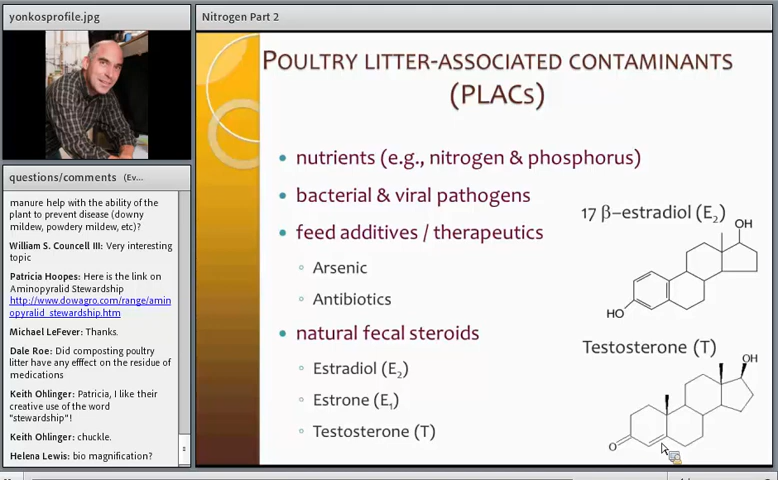 yonkosprofile.jpg
questions/comments (Ev...
manure help with the ability of the
plant to prevent disease (downy
mildew, powdery mildew, etc)?
William S. Councell III: Very interesting
topic
Patricia Hoopes: Here is the link on
Aminopyralid Stewardship
http://www.dowagro.com/range/amin
opyralid_stewardship.htm
Michael LeFever: Thanks.
Dale Roe: Did composting poultry
litter have any efffect on the residue of
medications
Keith Ohlinger: Patricia, I like their
creative use of the word
"stewardship"!
Keith Ohlinger: chuckle.
Helena Lewis: bio magnification?
Nitrogen Part 2
POULTRY LITTER-ASSOCIATED CONTAMINANTS
(PLACs)
• nutrients (e.g., nitrogen & phosphorus)
• bacterial & viral pathogens
• feed additives / therapeutics
◦ Arsenic
◦ Antibiotics
• natural fecal steroids
◦ Estradiol (E₂)
◦ Estrone (E₁)
◦ Testosterone (T)
17 β–estradiol (E₂)
OH
HO
Testosterone (T)
OH
O